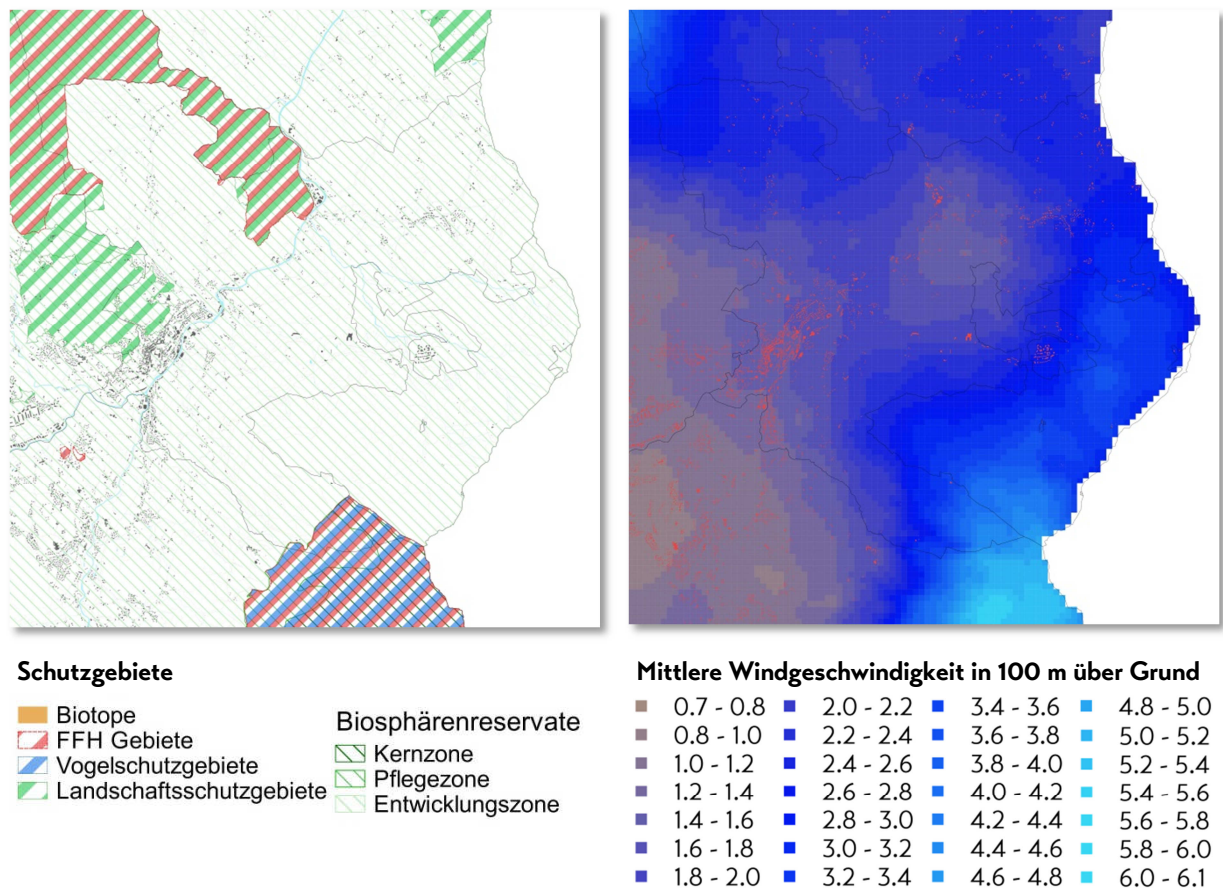 Schutzgebiete
Biotope
FFH Gebiete
Vogelschutzgebiete
Landschaftsschutzgebiete
Biosphärenreservate
Kernzone
Pflegezone
Entwicklungszone
Mittlere Windgeschwindigkeit in 100 m über Grund
0.7 - 0.8
0.8 - 1.0
1.0 - 1.2
1.2 - 1.4
1.4 - 1.6
1.6 - 1.8
1.8 - 2.0
2.0 - 2.2
2.2 - 2.4
2.4 - 2.6
2.6 - 2.8
2.8 - 3.0
3.0 - 3.2
3.2 - 3.4
3.4 - 3.6
3.6 - 3.8
3.8 - 4.0
4.0 - 4.2
4.2 - 4.4
4.4 - 4.6
4.6 - 4.8
4.8 - 5.0
5.0 - 5.2
5.2 - 5.4
5.4 - 5.6
5.6 - 5.8
5.8 - 6.0
6.0 - 6.1